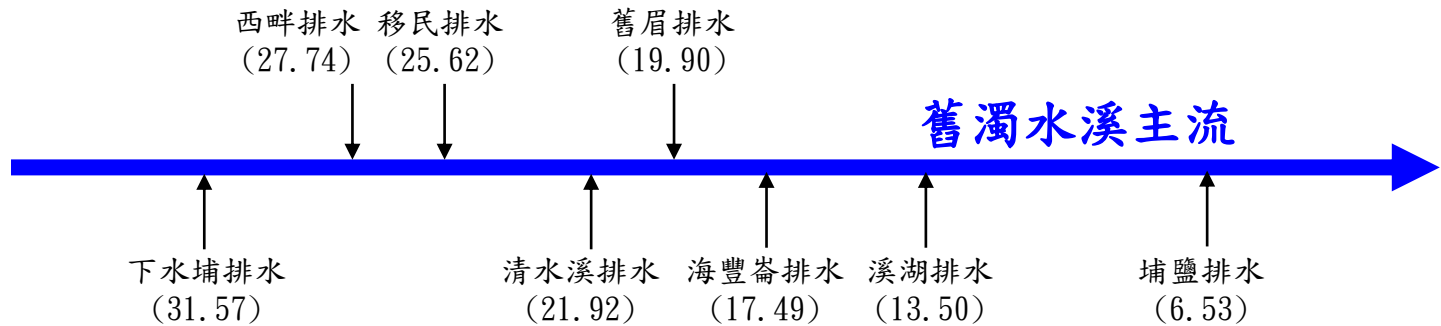 西畔排水
(27.74)
移民排水
(25.62)
舊眉排水
(19.90)
舊濁水溪主流
下水埔排水
(31.57)
清水溪排水
(21.92)
海豐崙排水
(17.49)
溪湖排水
(13.50)
埔鹽排水
(6.53)